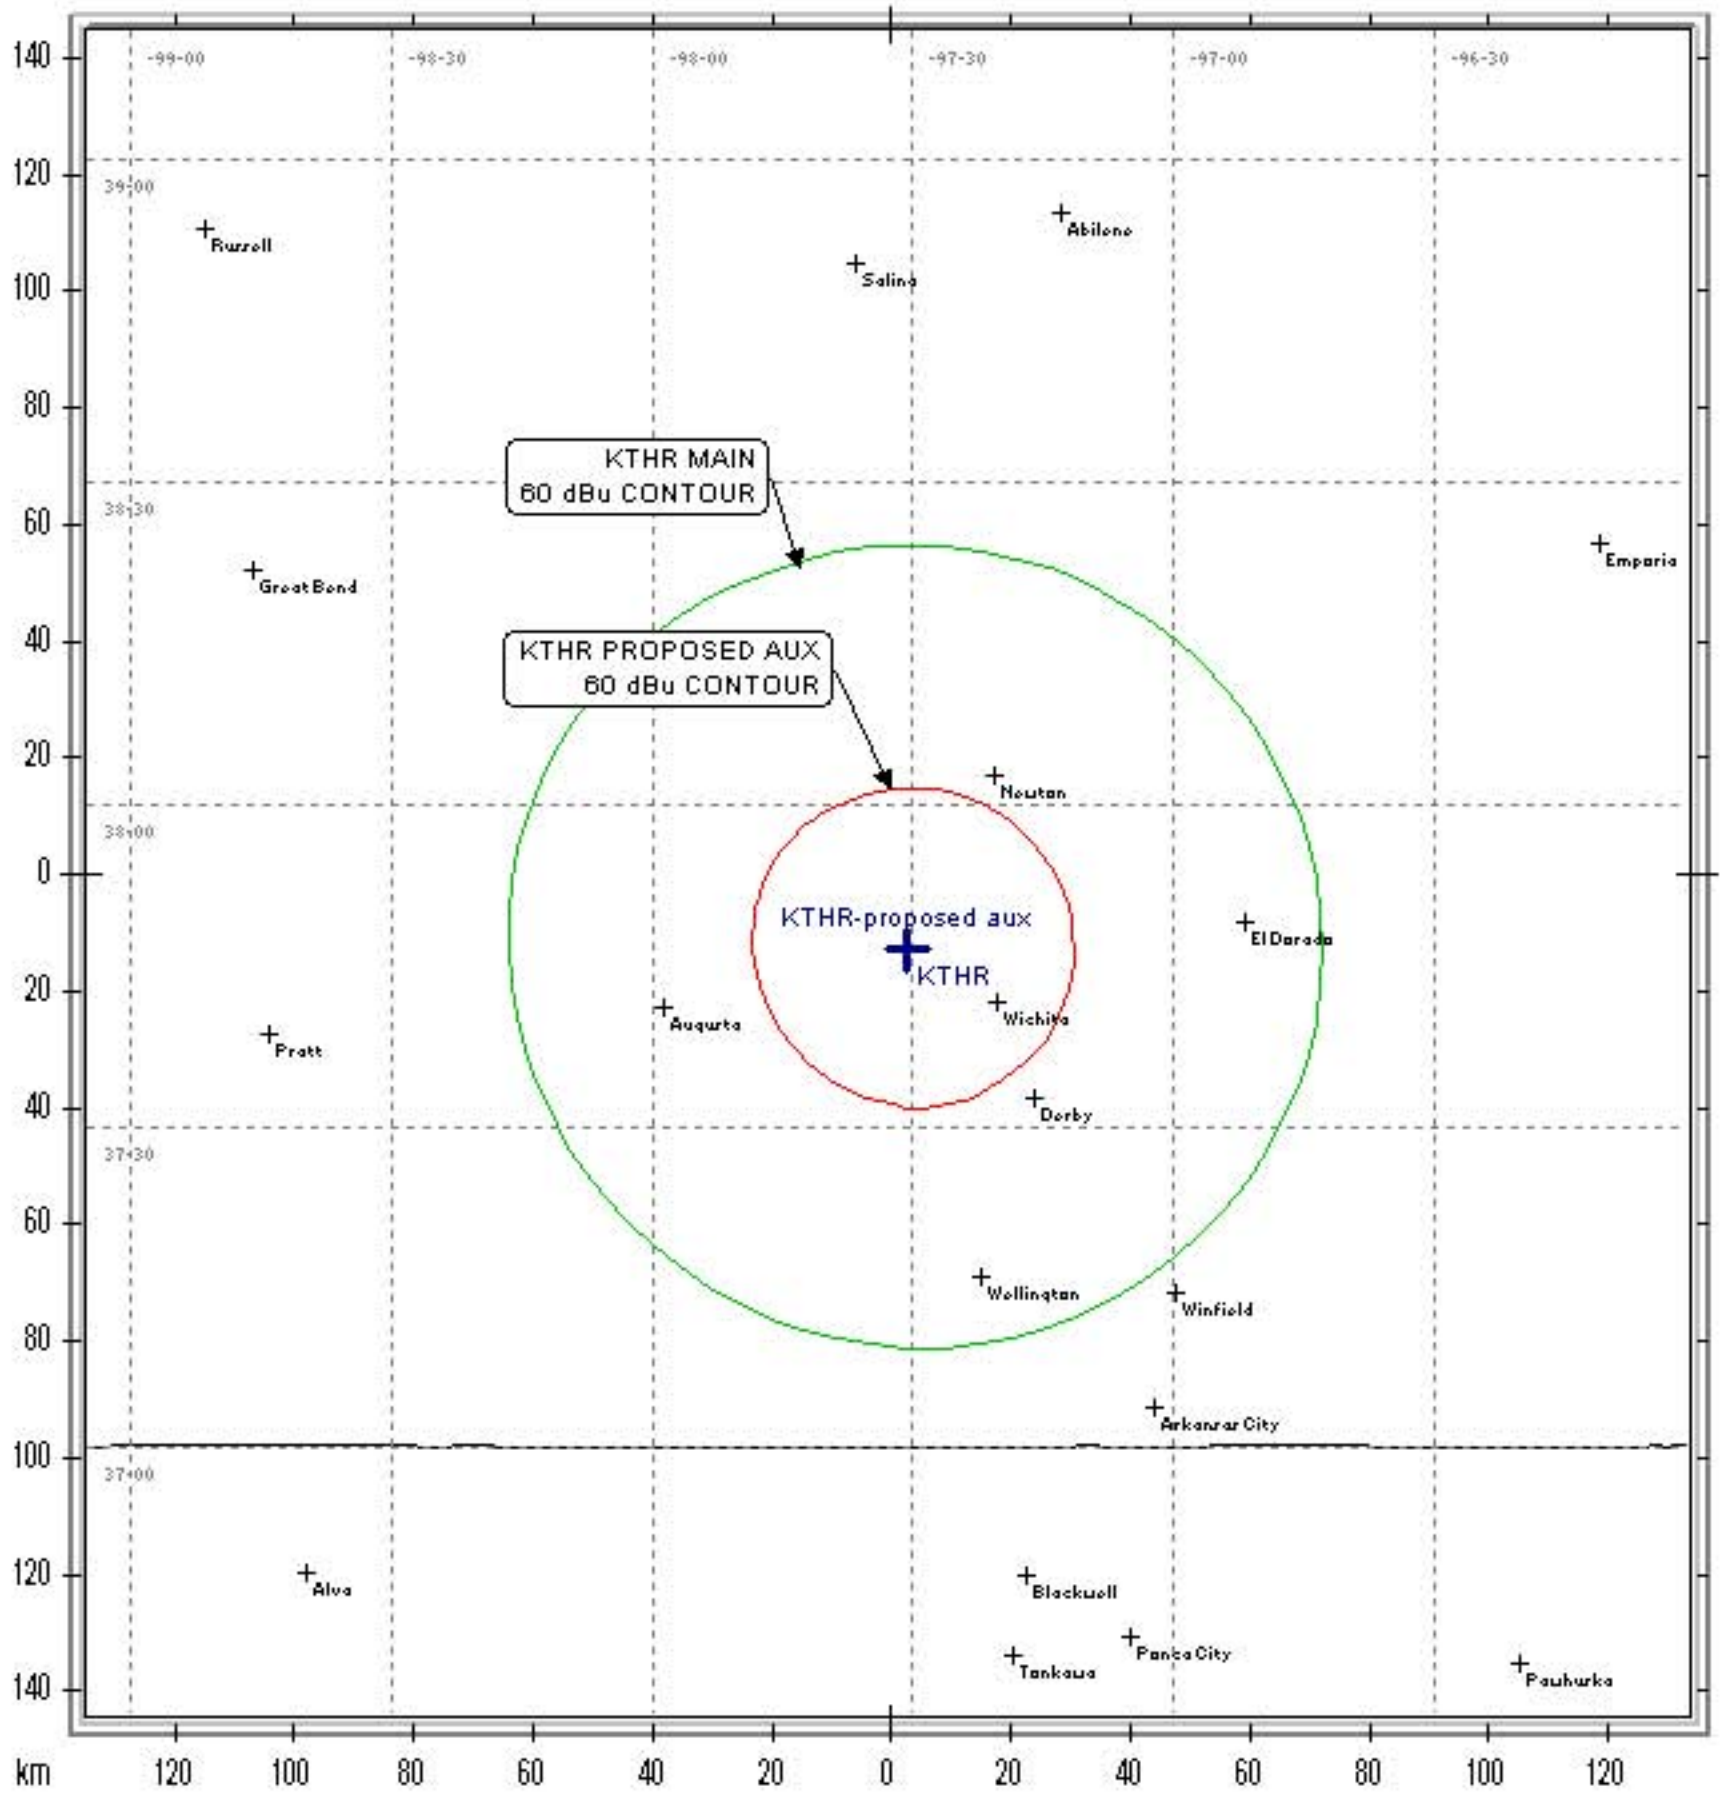 140
-99-00
-98-30
-98-00
-97-30
-97-00
-96-30
120
39-00
Russell
Abilene
Salina
100
80
KTHR MAIN
60 dBu CONTOUR
60
38-30
Great Bend
Emporia
40
KTHR PROPOSED AUX
60 dBu CONTOUR
20
Newton
38-00
0
KTHR-proposed aux
El Dorado
KTHR
20
Wichita
Augusta
Pratt
40
Derby
37-30
60
Wellington
Winfield
80
Arkansas City
100
37-00
120
Alva
Blackwell
Ponca City
Tonkawa
Pawhuska
140
km 120 100 80 60 40 20 0 20 40 60 80 100 120